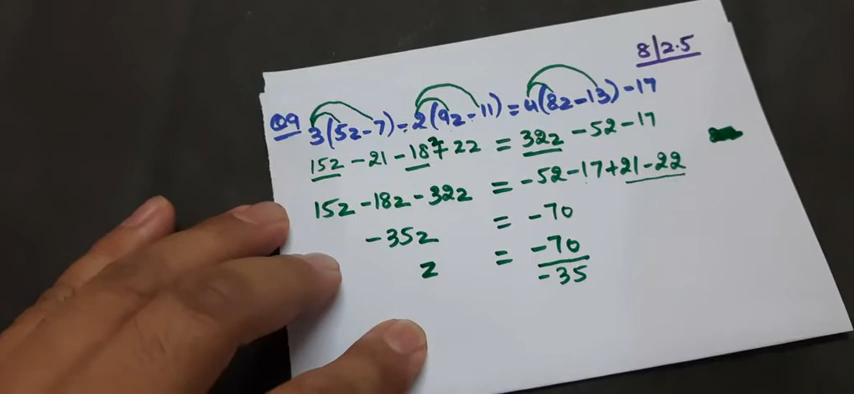 8|2.5
Q9 3(5z-7)-2(9z-11)=4(8z-13)-17
15z-21-18z+22 = 32z-52-17
15z-18z-32z = -52-17+21-22
-35z = -70
z = -70
-35